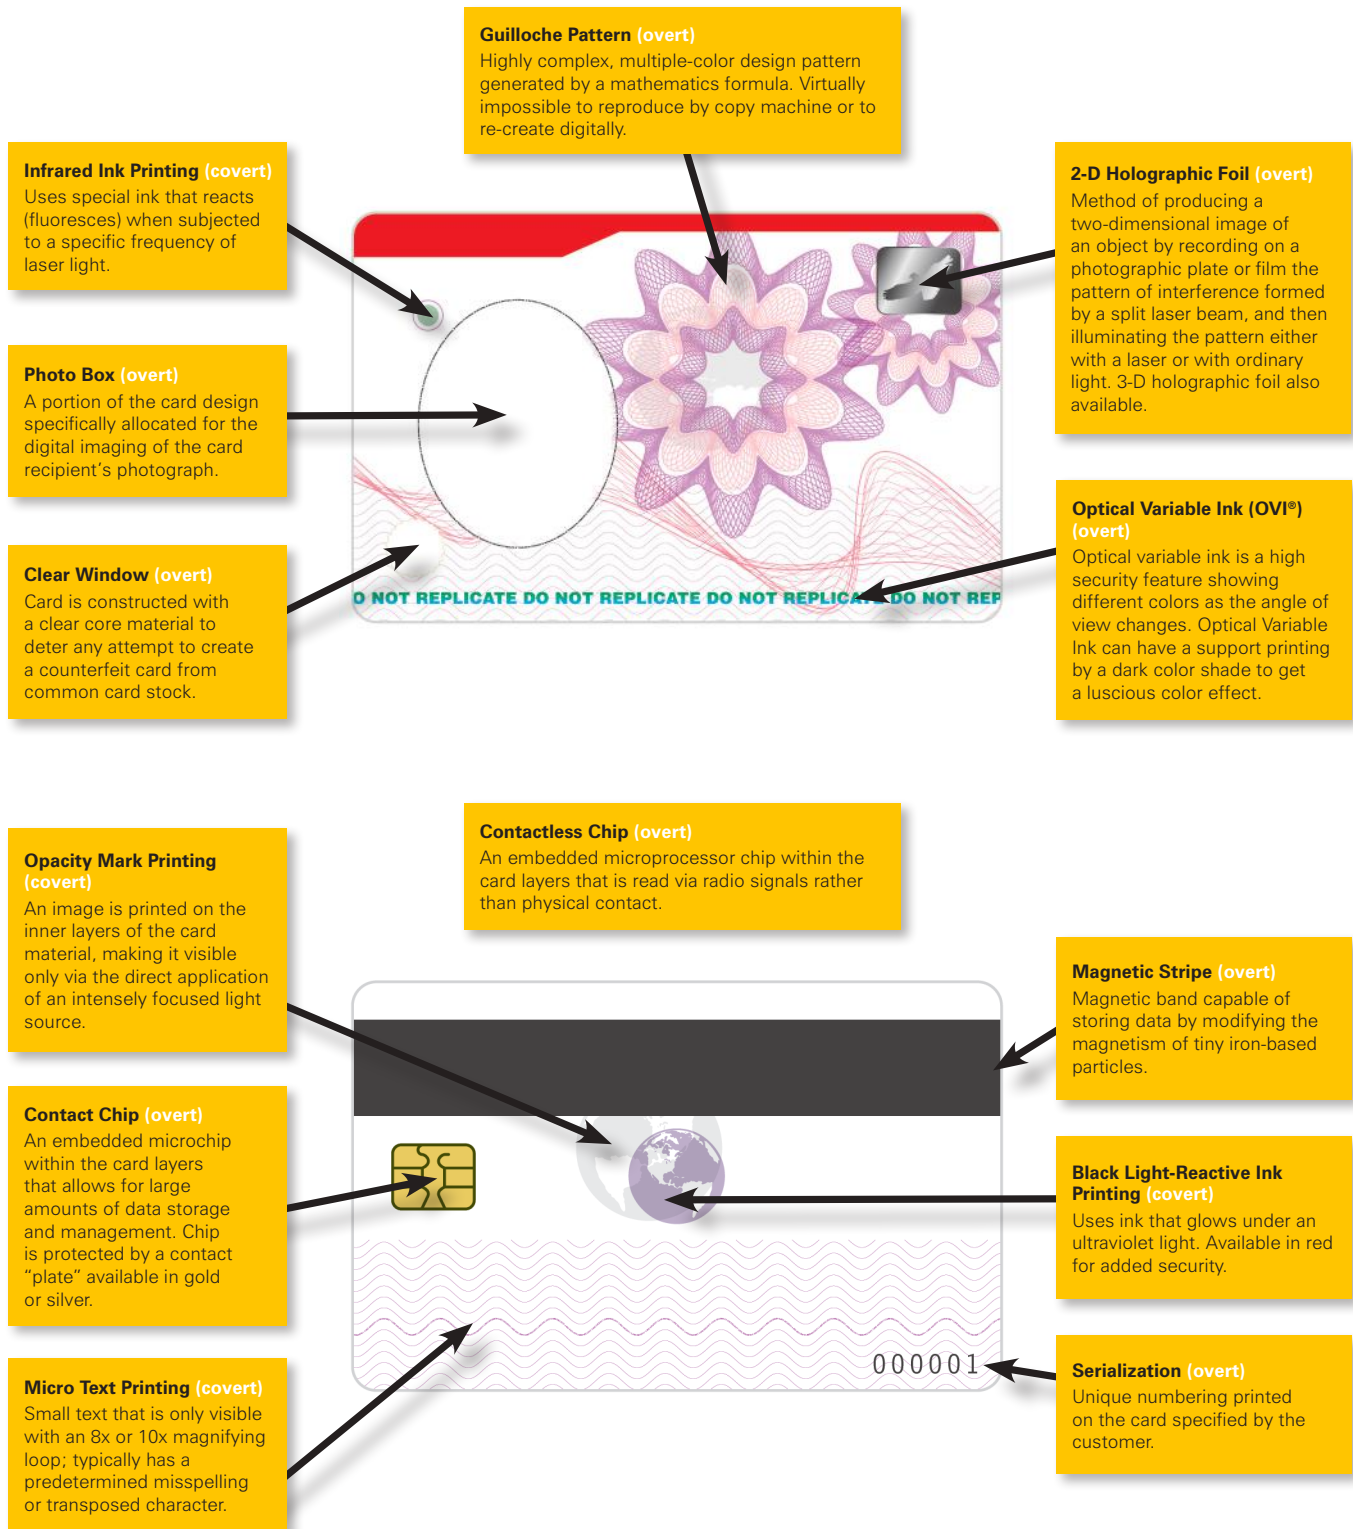 Guilloche Pattern (overt)
Highly complex, multiple-color design pattern
generated by a mathematics formula. Virtually
impossible to reproduce by copy machine or to
re-create digitally.
Infrared Ink Printing (covert)
Uses special ink that reacts
(fluoresces) when subjected
to a specific frequency of
laser light.
Photo Box (overt)
A portion of the card design
specifically allocated for the
digital imaging of the card
recipient's photograph.
Clear Window (overt)
Card is constructed with
a clear core material to
deter any attempt to create
a counterfeit card from
common card stock.
2-D Holographic Foil (overt)
Method of producing a
two-dimensional image of
an object by recording on a
photographic plate or film the
pattern of interference formed
by a split laser beam, and then
illuminating the pattern either
with a laser or with ordinary
light. 3-D holographic foil also
available.
Optical Variable Ink (OVI®)
(overt)
Optical variable ink is a high
security feature showing
different colors as the angle of
view changes. Optical Variable
Ink can have a support printing
by a dark color shade to get
a luscious color effect.
O NOT REPLICATE DO NOT REPLICATE DO NOT REPLICATE DO NOT REP
Contactless Chip (overt)
An embedded microprocessor chip within the
card layers that is read via radio signals rather
than physical contact.
Opacity Mark Printing
(covert)
An image is printed on the
inner layers of the card
material, making it visible
only via the direct application
of an intensely focused light
source.
Contact Chip (overt)
An embedded microchip
within the card layers
that allows for large
amounts of data storage
and management. Chip
is protected by a contact
"plate" available in gold
or silver.
Micro Text Printing (covert)
Small text that is only visible
with an 8x or 10x magnifying
loop; typically has a
predetermined misspelling
or transposed character.
Magnetic Stripe (overt)
Magnetic band capable of
storing data by modifying the
magnetism of tiny iron-based
particles.
Black Light-Reactive Ink
Printing (covert)
Uses ink that glows under an
ultraviolet light. Available in red
for added security.
000001
Serialization (overt)
Unique numbering printed
on the card specified by the
customer.